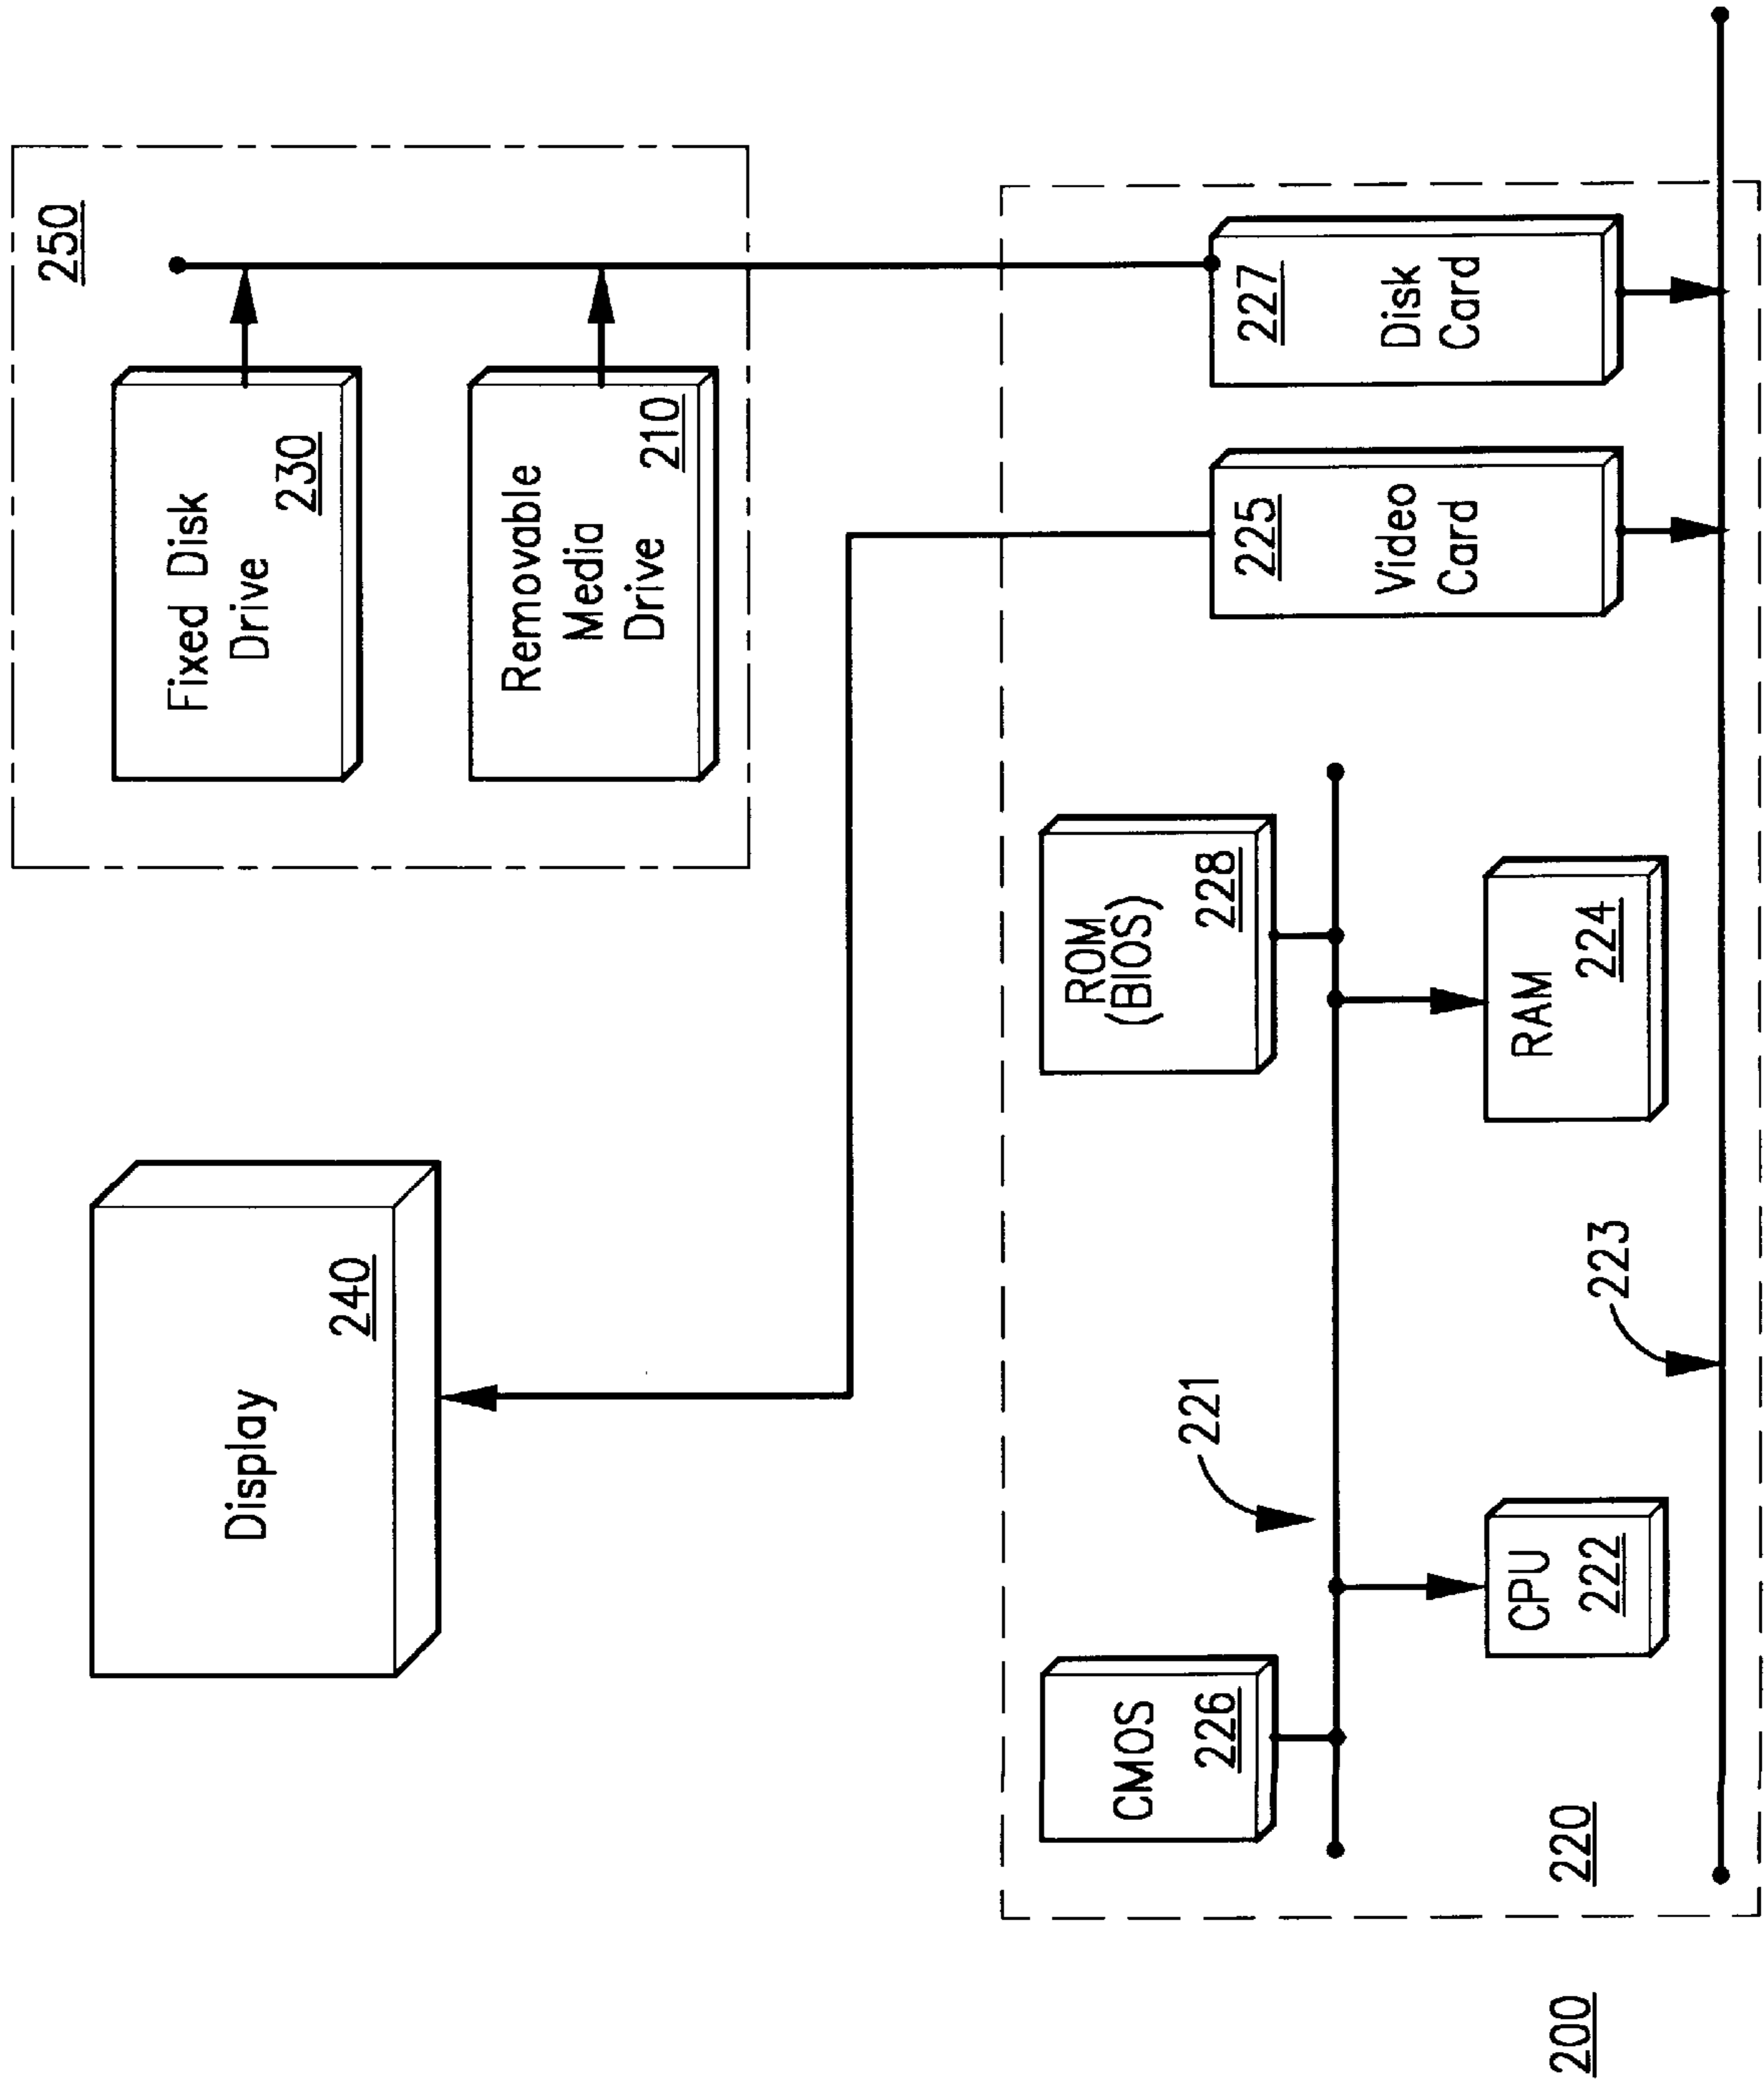 Display
240
250
Fixed Disk
Drive
230
Removable
Media
Drive
210
CMOS
226
ROM
(BIOS)
228
225
Video
Card
227
Disk
Card
221
CPU
222
RAM
224
223
220
200